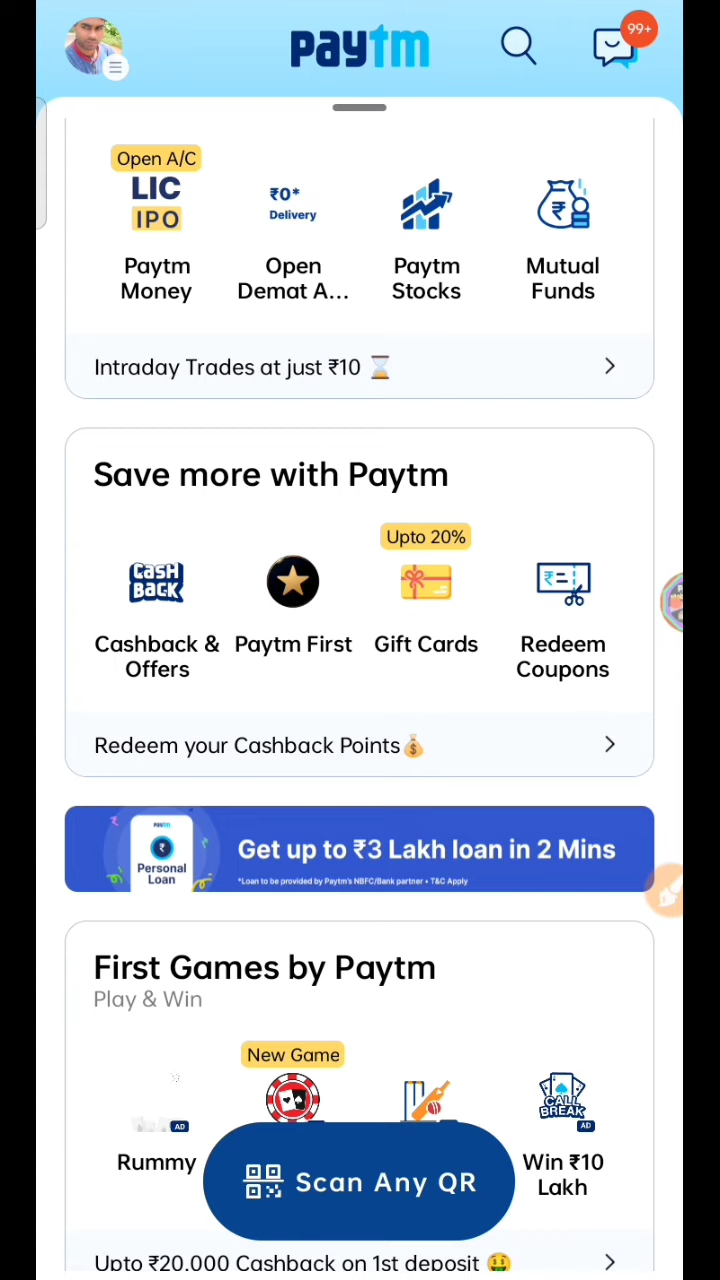 paytm
99+
Open A/C
LIC
IPO
₹0*
Delivery
Paytm
Money
Open
Demat A...
Paytm
Stocks
Mutual
Funds
Intraday Trades at just ₹10 ⌛
Save more with Paytm
Upto 20%
CASH
BACK
Cashback &
Offers
Paytm First
Gift Cards
Redeem
Coupons
Redeem your Cashback Points💰
paytm
Personal
Loan
Get up to ₹3 Lakh loan in 2 Mins
*Loan to be provided by Paytm's NBFC/Bank partner • T&C Apply
First Games by Paytm
Play & Win
New Game
AD
CALL
BREAK
AD
Rummy
Win ₹10
Lakh
Scan Any QR
Upto ₹20,000 Cashback on 1st deposit 🤑